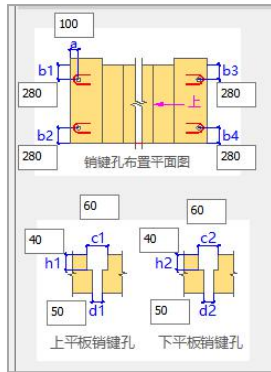 100
a
b1 b3
280 280
上
b2 b4
280 280
销键孔布置平面图
60 60
40 c1 40 c2
h1 h2
50 50
d1 d2
上平板销键孔 下平板销键孔